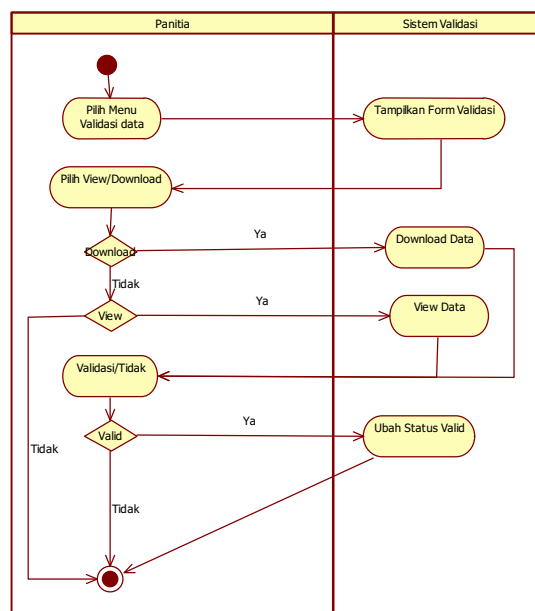 Panitia
Sistem Validasi
Pilih Menu
Validasi data
Tampilkan Form Validasi
Pilih View/Download
Download
Ya
Download Data
Tidak
View
Ya
View Data
Validasi/Tidak
Valid
Ya
Ubah Status Valid
Tidak
Tidak